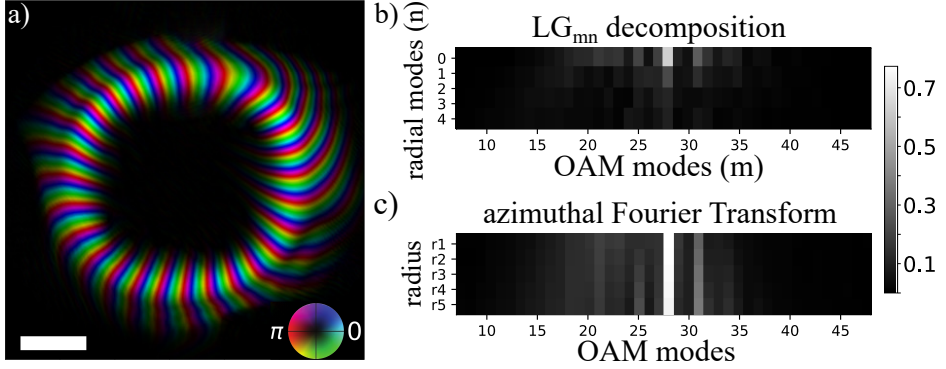 a)
π
0
b)
LGmn decomposition
radial modes (n)
0
1
2
3
4
10 15 20 25 30 35 40 45
OAM modes (m)
c)
azimuthal Fourier Transform
radius
r1
r2
r3
r4
r5
10 15 20 25 30 35 40 45
OAM modes
0.7
0.5
0.3
0.1